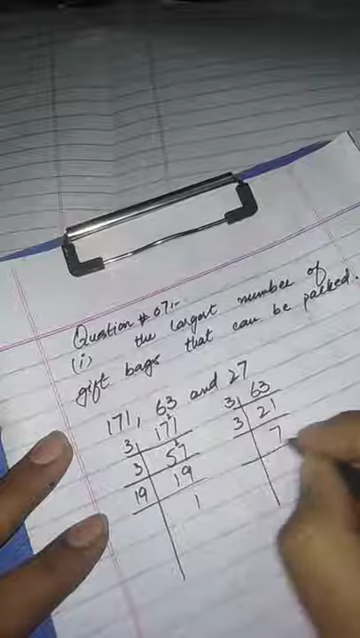 Question # 07:-
(i) the largest number of
gift bags that can be packed.
171, 63 and 27
3 171 3 63
3 57 3 21
19 19 7
1